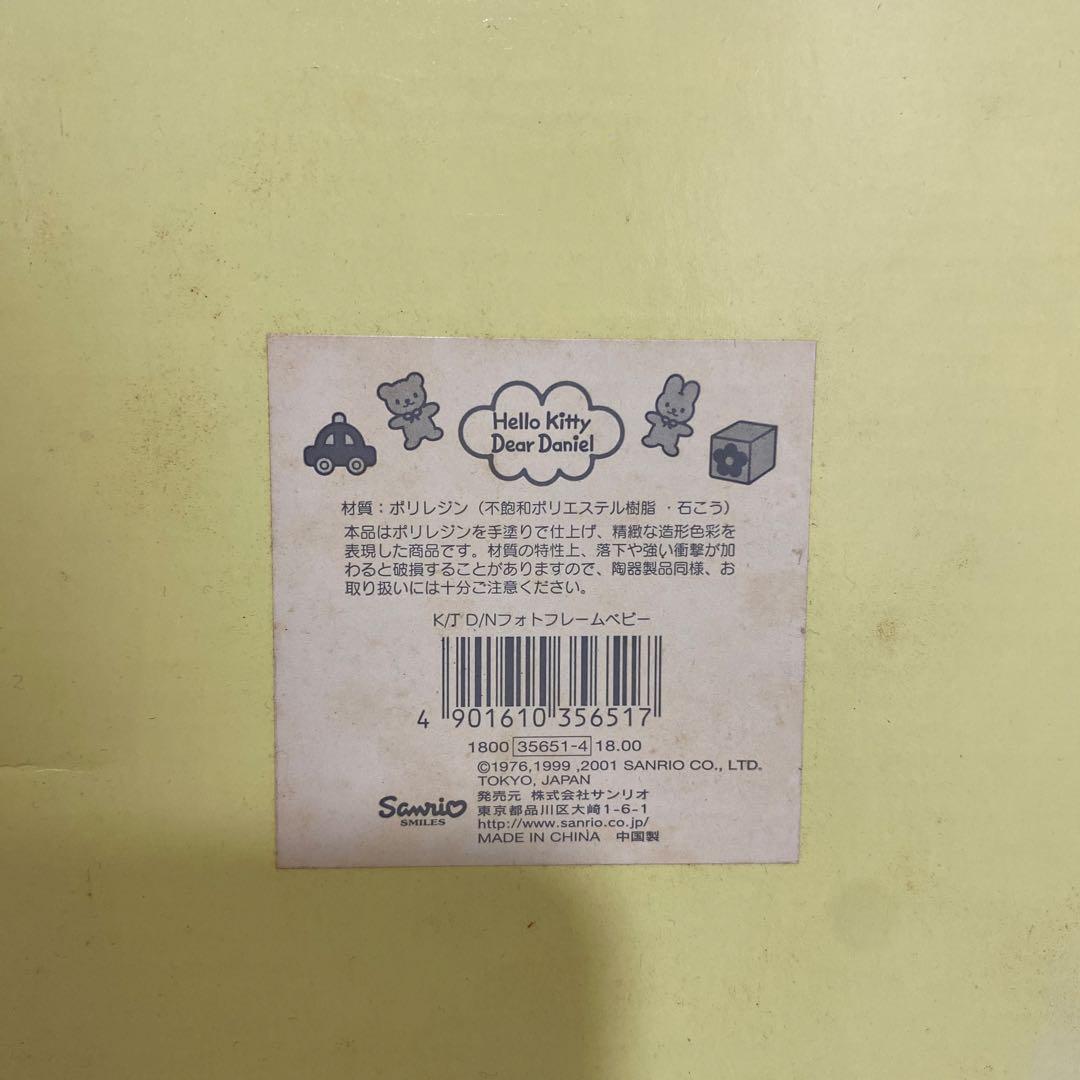 Hello Kitty
Dear Daniel
材質：ポリレジン（不飽和ポリエステル樹脂・石こう）
本品はポリレジンを手塗りで仕上げ、精緻な造形色彩を
表現した商品です。材質の特性上、落下や強い衝撃が加
わると破損することがありますので、陶器製品同様、お
取り扱いには十分ご注意ください。
K/T D/Nフォトフレームベビー
4 901610 356517
1800 35651-4 18.00
©1976,1999 ,2001 SANRIO CO., LTD.
TOKYO, JAPAN
発売元 株式会社サンリオ
東京都品川区大崎1-6-1
http://www.sanrio.co.jp/
MADE IN CHINA 中国製
Sanrio
SMILES